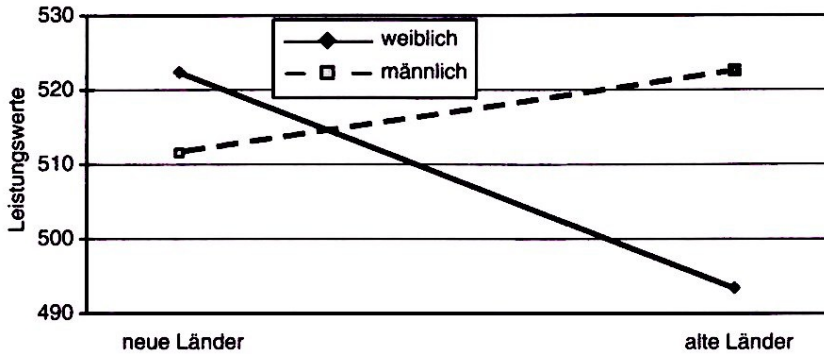 530
weiblich
männlich
520
510
500
490
Leistungswerte
neue Länder
alte Länder